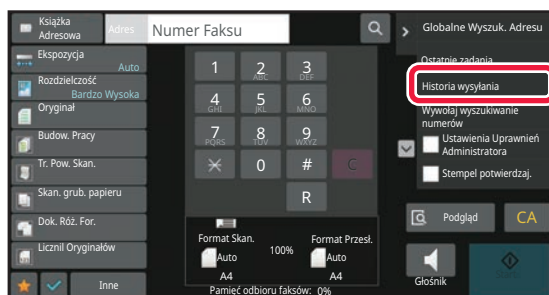 Książka
Adresowa
Adres
Numer Faksu
Globalne Wyszuk. Adresu
Ekspozycja
Auto
Rozdzielczość
Bardzo Wysoka
Oryginał
Budow. Pracy
Tr. Pow. Skan.
Skan. grub. papieru
Dok. Róż. For.
Licznil Oryginałów
Inne
1
2
ABC
3
DEF
4
GHI
5
JKL
6
MNO
7
PQRS
8
TUV
9
WXYZ
0
#
C
R
Format Skan.
Auto
A4
100%
Format Przesł.
Auto
A4
Pamięć odbioru faksów: 0%
Ostatnie zadania
Historia wysyłania
Wywołaj wyszukiwanie
numerów
Ustawienia Uprawnień
Administratora
Stempel potwierdzaj.
Podgląd
CA
Głośnik
Start